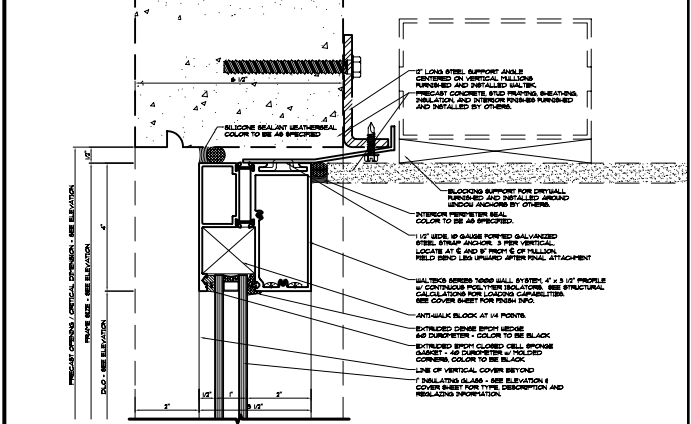 6 1/2"
12" LONG STEEL SUPPORT ANGLE
CENTERED ON VERTICAL MULLIONS
FURNISHED AND INSTALLED WALTEK.
PRECAST CONCRETE, STUD FRAMING, SHEATHING,
INSULATION, AND INTERIOR FINISHES FURNISHED
AND INSTALLED BY OTHERS.
SILICONE SEALANT WEATHERSEAL
COLOR TO BE AS SPECIFIED
BLOCKING SUPPORT FOR DRYWALL
FURNISHED AND INSTALLED AROUND
WINDOW ANCHORS BY OTHERS.
INTERIOR PERIMETER SEAL
COLOR TO BE AS SPECIFIED.
1 1/2" WIDE, 10 GAUGE FORMED GALVANIZED
STEEL STRAP ANCHOR. 3 PER VERTICAL.
LOCATE AT ℄ AND 5" FROM ℄ OF MULLION.
FIELD BEND LEG UPWARD AFTER FINAL ATTACHMENT
WALTEKS SERIES 7000 WALL SYSTEM, 4" x 3 1/2" PROFILE
W/ CONTINUOUS POLYMER ISOLATORS. SEE STRUCTURAL
CALCULATIONS FOR LOADING CAPABILITIES.
SEE COVER SHEET FOR FINISH INFO.
ANTI-WALK BLOCK AT 1/4 POINTS.
EXTRUDED DENSE EPDM WEDGE
60 DUROMETER - COLOR TO BE BLACK
EXTRUDED EPDM CLOSED CELL SPONGE
GASKET - 40 DUROMETER W/ MOLDED
CORNERS, COLOR TO BE BLACK
LINE OF VERTICAL COVER BEYOND
1" INSULATING GLASS - SEE ELEVATION &
COVER SHEET FOR TYPE, DESCRIPTION AND
REGLAZING INFORMATION.
PRECAST OPENING / CRITICAL DIMENSION - SEE ELEVATION
FRAME SIZE - SEE ELEVATION
DLO - SEE ELEVATION
1/2"
4"
1/2"
1"
2"
2"
3 1/2"